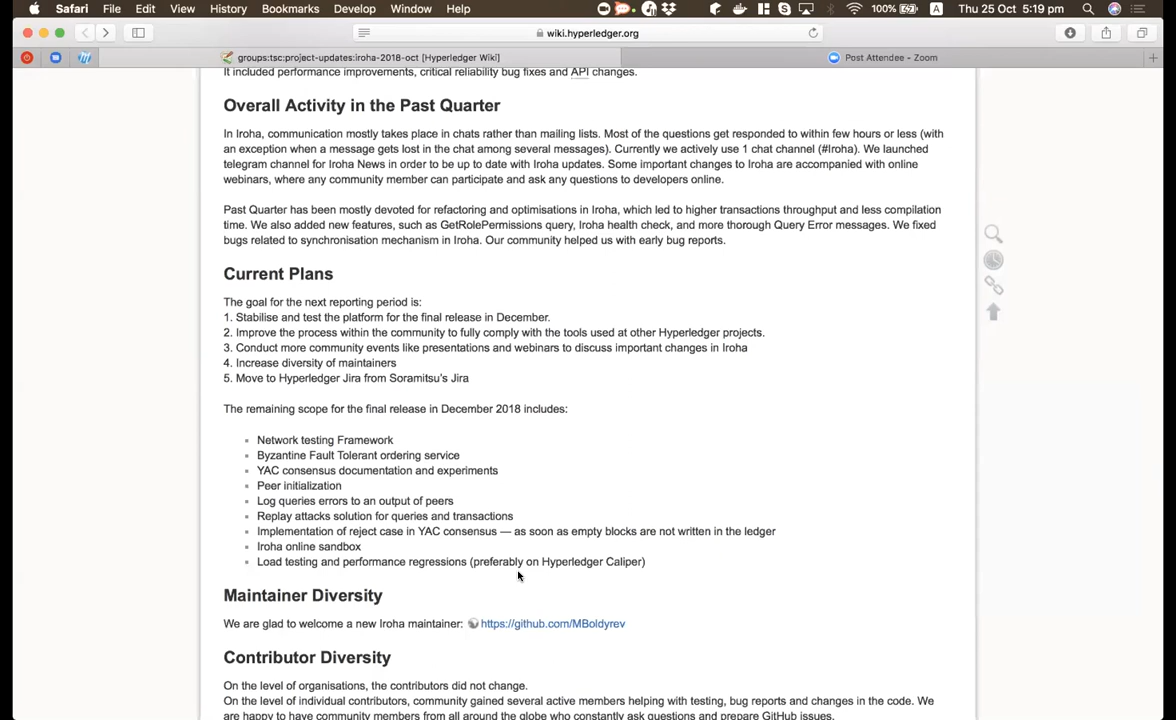 Safari File Edit View History Bookmarks Develop Window Help 100% A Thu 25 Oct 5:19 pm
wiki.hyperledger.org
groups:tsc:project-updates:iroha-2018-oct [Hyperledger Wiki] Post Attendee - Zoom
It included performance improvements, critical reliability bug fixes and API changes.
Overall Activity in the Past Quarter
In Iroha, communication mostly takes place in chats rather than mailing lists. Most of the questions get responded to within few hours or less (with
an exception when a message gets lost in the chat among several messages). Currently we actively use 1 chat channel (#Iroha). We launched
telegram channel for Iroha News in order to be up to date with Iroha updates. Some important changes to Iroha are accompanied with online
webinars, where any community member can participate and ask any questions to developers online.
Past Quarter has been mostly devoted for refactoring and optimisations in Iroha, which led to higher transactions throughput and less compilation
time. We also added new features, such as GetRolePermissions query, Iroha health check, and more thorough Query Error messages. We fixed
bugs related to synchronisation mechanism in Iroha. Our community helped us with early bug reports.
Current Plans
The goal for the next reporting period is:
1. Stabilise and test the platform for the final release in December.
2. Improve the process within the community to fully comply with the tools used at other Hyperledger projects.
3. Conduct more community events like presentations and webinars to discuss important changes in Iroha
4. Increase diversity of maintainers
5. Move to Hyperledger Jira from Soramitsu's Jira
The remaining scope for the final release in December 2018 includes:
Network testing Framework
Byzantine Fault Tolerant ordering service
YAC consensus documentation and experiments
Peer initialization
Log queries errors to an output of peers
Replay attacks solution for queries and transactions
Implementation of reject case in YAC consensus — as soon as empty blocks are not written in the ledger
Iroha online sandbox
Load testing and performance regressions (preferably on Hyperledger Caliper)
Maintainer Diversity
We are glad to welcome a new Iroha maintainer: https://github.com/MBoldyrev
Contributor Diversity
On the level of organisations, the contributors did not change.
On the level of individual contributors, community gained several active members helping with testing, bug reports and changes in the code. We
are happy to have community members from all around the globe who constantly ask questions and prepare GitHub issues.